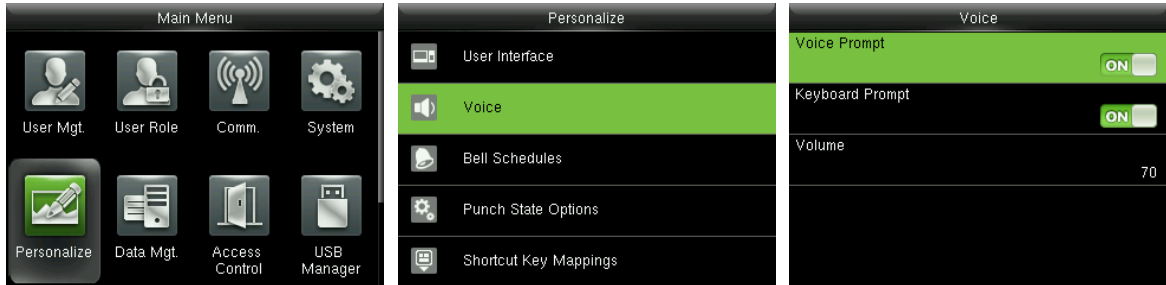 Main Menu
User Mgt.
User Role
Comm.
System
Personalize
Data Mgt.
Access
Control
USB
Manager
Personalize
User Interface
Voice
Bell Schedules
Punch State Options
Shortcut Key Mappings
Voice
Voice Prompt
ON
Keyboard Prompt
ON
Volume
70